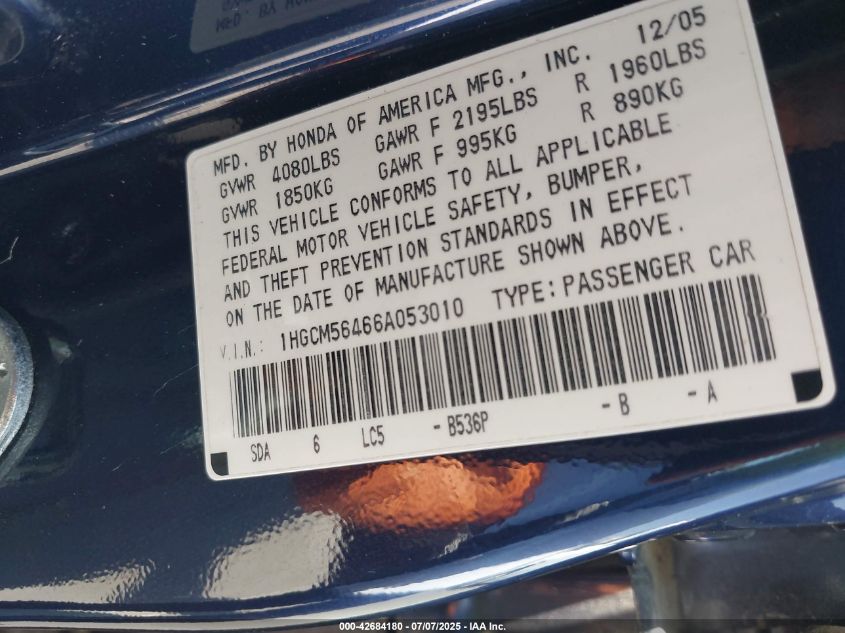 MFD. BY HONDA OF AMERICA MFG., INC. 12/05
GVWR 4080LBS GAWR F 2195LBS R 1960LBS
GVWR 1850KG GAWR F 995KG R 890KG
THIS VEHICLE CONFORMS TO ALL APPLICABLE
FEDERAL MOTOR VEHICLE SAFETY, BUMPER,
AND THEFT PREVENTION STANDARDS IN EFFECT
ON THE DATE OF MANUFACTURE SHOWN ABOVE.
V.I.N.: 1HGCM56466A053010 TYPE: PASSENGER CAR
SDA 6 LC5 -B536P -B -A
000-42684180 - 07/07/2025 - IAA Inc.